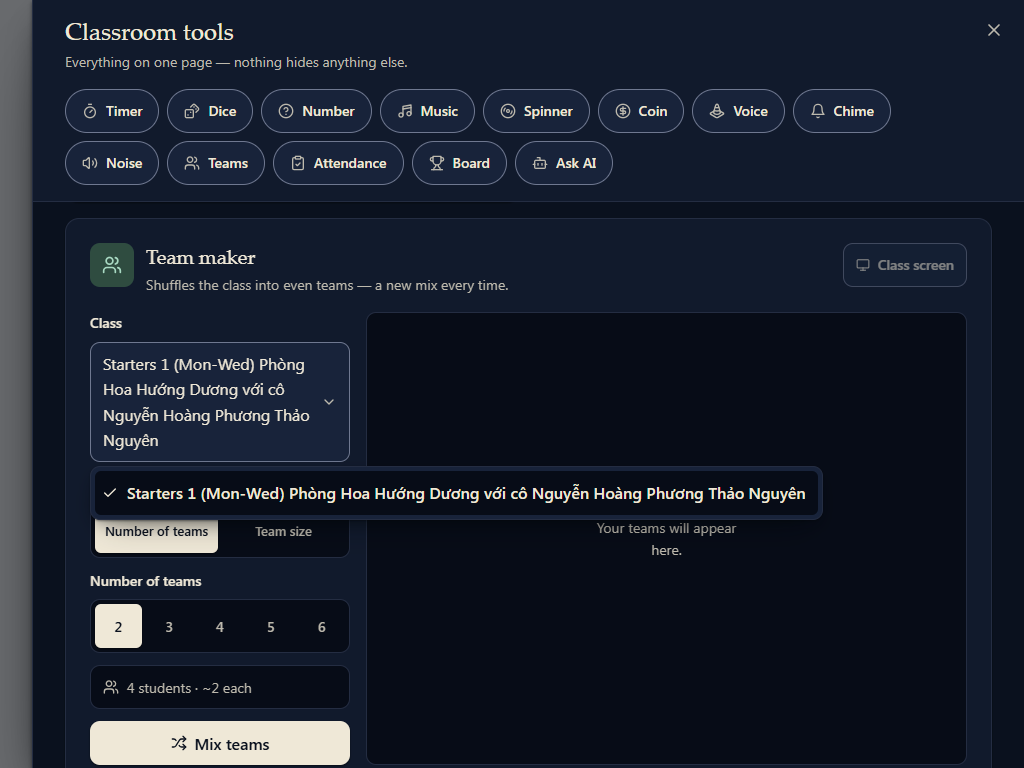 Classroom tools
Everything on one page — nothing hides anything else.
Timer
Dice
Number
Music
Spinner
Coin
Voice
Chime
Noise
Teams
Attendance
Board
Ask AI
Team maker
Shuffles the class into even teams — a new mix every time.
Class screen
Class
Starters 1 (Mon-Wed) Phòng
Hoa Hướng Dương với cô
Nguyễn Hoàng Phương Thảo
Nguyên
Starters 1 (Mon-Wed) Phòng Hoa Hướng Dương với cô Nguyễn Hoàng Phương Thảo Nguyên
Number of teams
Team size
Your teams will appear
here.
Number of teams
2
3
4
5
6
4 students · ~2 each
Mix teams